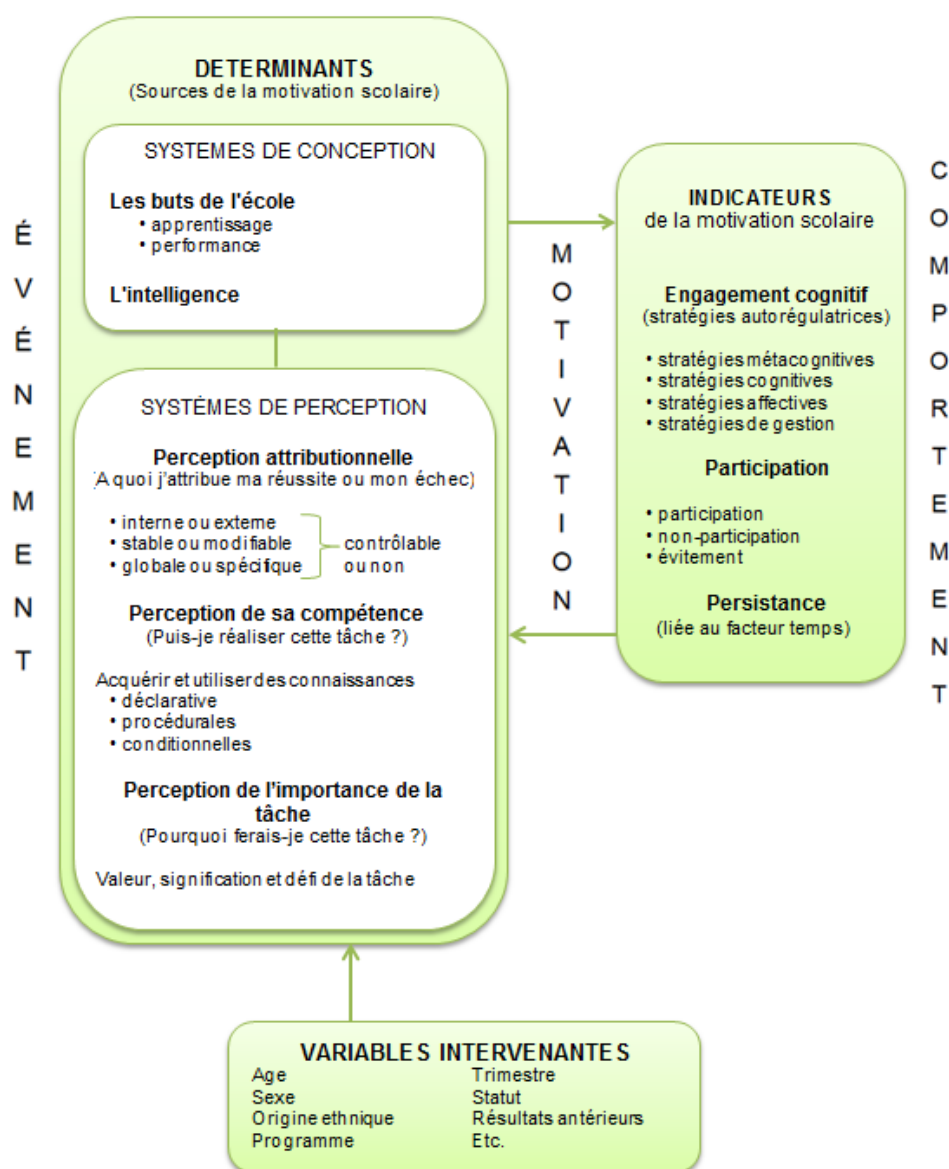 DETERMINANTS
(Sources de la motivation scolaire)
SYSTEMES DE CONCEPTION
Les buts de l'école
• apprentissage
• performance
L'intelligence
SYSTÈMES DE PERCEPTION
Perception attributionnelle
(A quoi j'attribue ma réussite ou mon échec)
• interne ou externe
• stable ou modifiable
• globale ou spécifique
contrôlable
ou non
Perception de sa compétence
(Puis-je réaliser cette tâche ?)
Acquérir et utiliser des connaissances
• déclarative
• procédurales
• conditionnelles
Perception de l'importance de la
tâche
(Pourquoi ferais-je cette tâche ?)
Valeur, signification et défi de la tâche
ÉVÉNEMENT
MOTIVATION
INDICATEURS
de la motivation scolaire
Engagement cognitif
(stratégies autorégulatrices)
• stratégies métacognitives
• stratégies cognitives
• stratégies affectives
• stratégies de gestion
Participation
• participation
• non-participation
• évitement
Persistance
(liée au facteur temps)
COMPORTEMENT
VARIABLES INTERVENANTES
Age
Sexe
Origine ethnique
Programme
Trimestre
Statut
Résultats antérieurs
Etc.